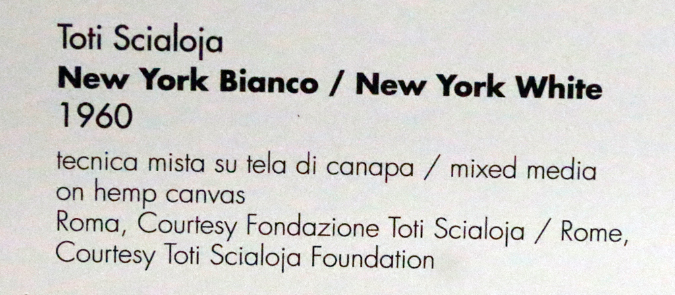 Toti Scialoja
New York Bianco / New York White
1960
tecnica mista su tela di canapa / mixed media
on hemp canvas
Roma, Courtesy Fondazione Toti Scialoja / Rome,
Courtesy Toti Scialoja Foundation